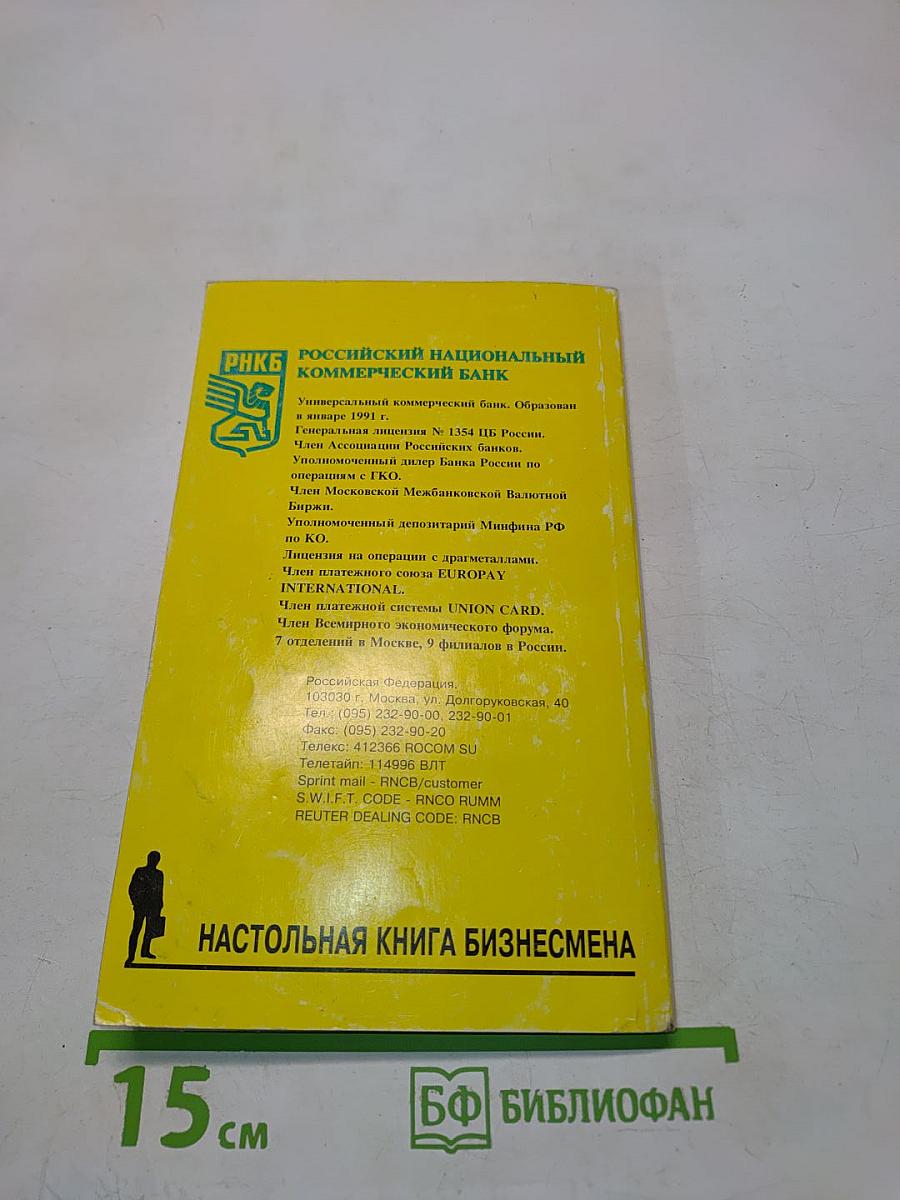 РНКБ
РОССИЙСКИЙ НАЦИОНАЛЬНЫЙ
КОММЕРЧЕСКИЙ БАНК
Универсальный коммерческий банк. Образован
в январе 1991 г.
Генеральная лицензия № 1354 ЦБ России.
Член Ассоциации Российских банков.
Уполномоченный дилер Банка России по
операциям с ГКО.
Член Московской Межбанковской Валютной
Биржи.
Уполномоченный депозитарий Минфина РФ
по КО.
Лицензия на операции с драгметаллами.
Член платежного союза EUROPAY
INTERNATIONAL.
Член платежной системы UNION CARD.
Член Всемирного экономического форума.
7 отделений в Москве, 9 филиалов в России.
Российская Федерация,
103030 г. Москва, ул. Долгоруковская, 40
Тел.: (095) 232-90-00, 232-90-01
Факс: (095) 232-90-20
Телекс: 412366 ROCOM SU
Телетайп: 114996 ВЛТ
Sprint mail - RNCB/customer
S.W.I.F.T. CODE - RNCO RUMM
REUTER DEALING CODE: RNCB
НАСТОЛЬНАЯ КНИГА БИЗНЕСМЕНА
15 см
БФ БИБЛИОФАН